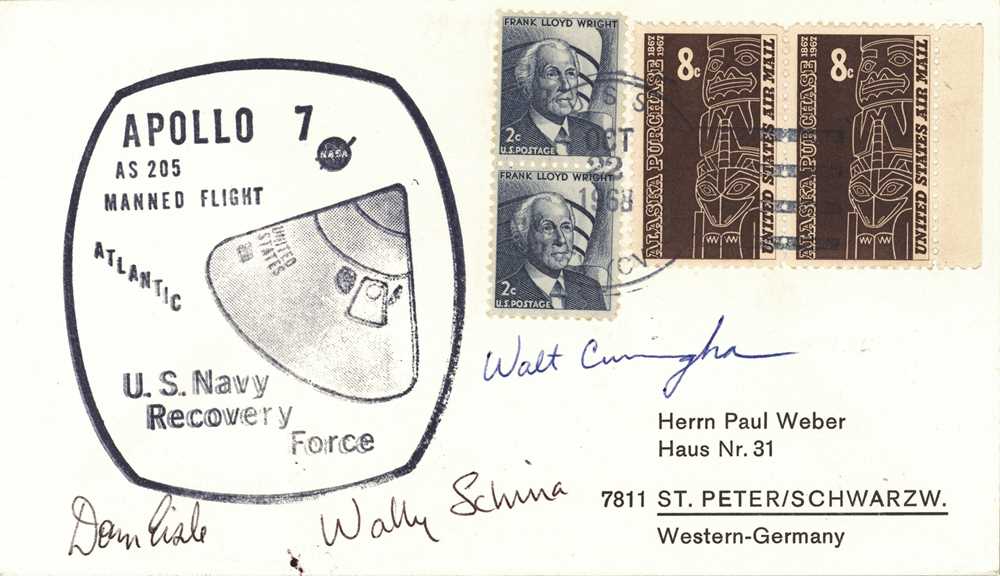 APOLLO 7
NASA
AS 205
MANNED FLIGHT
ATLANTIC
UNITED
STATES
U.S. Navy
Recovery
Force
FRANK LLOYD WRIGHT
2c
U.S. POSTAGE
FRANK LLOYD WRIGHT
2c
U.S. POSTAGE
OCT
22
1968
ALASKA PURCHASE 1867 1967
8c
UNITED STATES AIR MAIL
ALASKA PURCHASE 1867 1967
8c
UNITED STATES AIR MAIL
Walt Cunningham
Herrn Paul Weber
Haus Nr. 31
7811 ST. PETER/SCHWARZW.
Western-Germany
Donn Eisele
Wally Schirra